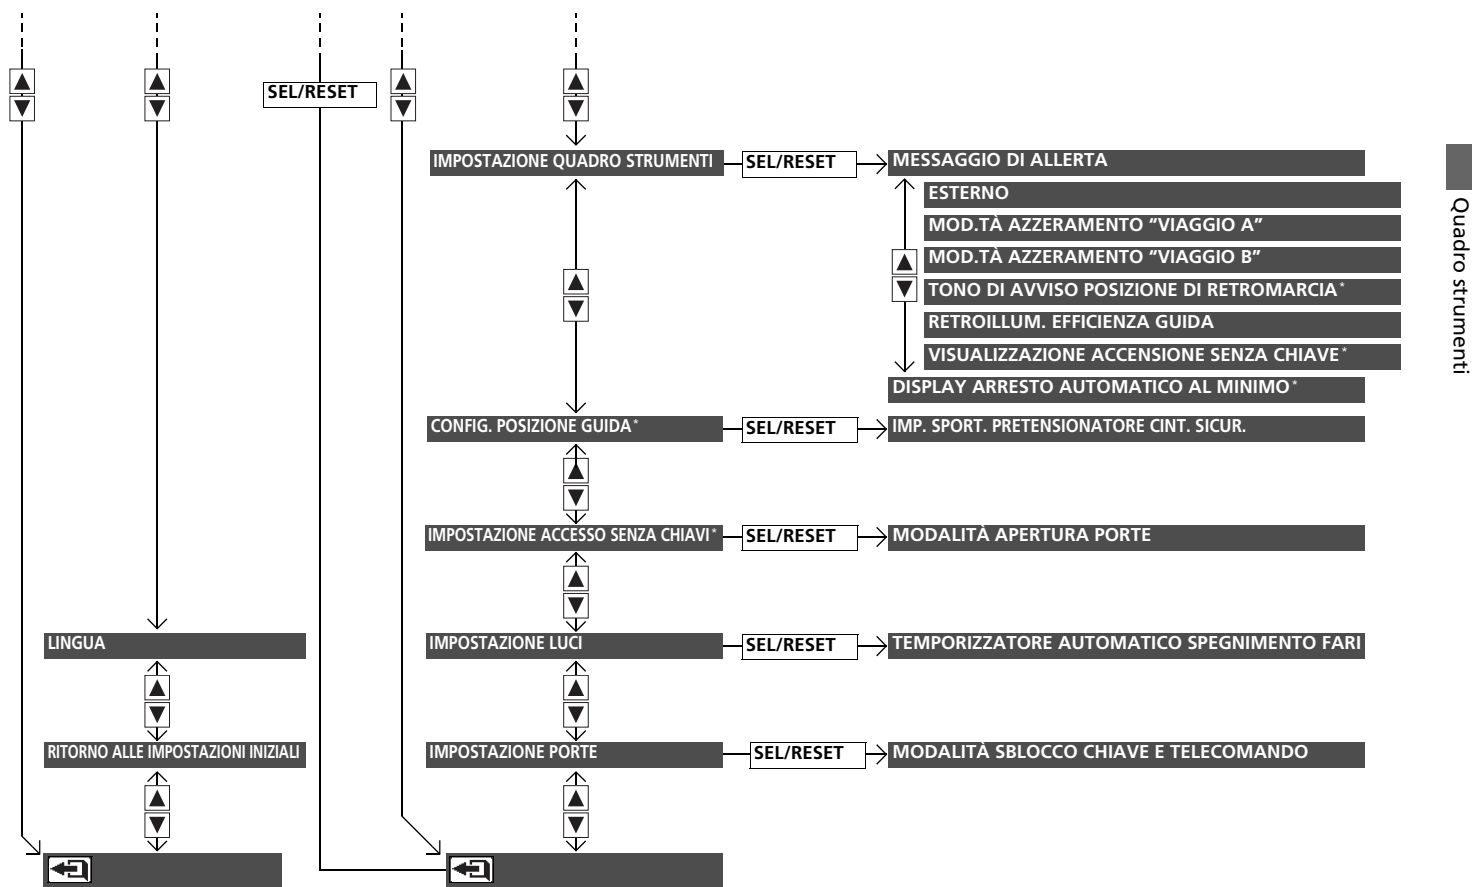 SEL/RESET
IMPOSTAZIONE QUADRO STRUMENTI
SEL/RESET
MESSAGGIO DI ALLERTA
ESTERNO
MOD.TÀ AZZERAMENTO “VIAGGIO A”
MOD.TÀ AZZERAMENTO “VIAGGIO B”
TONO DI AVVISO POSIZIONE DI RETROMARCIA*
RETROILLUM. EFFICIENZA GUIDA
VISUALIZZAZIONE ACCENSIONE SENZA CHIAVE*
DISPLAY ARRESTO AUTOMATICO AL MINIMO*
CONFIG. POSIZIONE GUIDA*
SEL/RESET
IMP. SPORT. PRETENSIONATORE CINT. SICUR.
IMPOSTAZIONE ACCESSO SENZA CHIAVI*
SEL/RESET
MODALITÀ APERTURA PORTE
LINGUA
IMPOSTAZIONE LUCI
SEL/RESET
TEMPORIZZATORE AUTOMATICO SPEGNIMENTO FARI
RITORNO ALLE IMPOSTAZIONI INIZIALI
IMPOSTAZIONE PORTE
SEL/RESET
MODALITÀ SBLOCCO CHIAVE E TELECOMANDO
Quadro strumenti